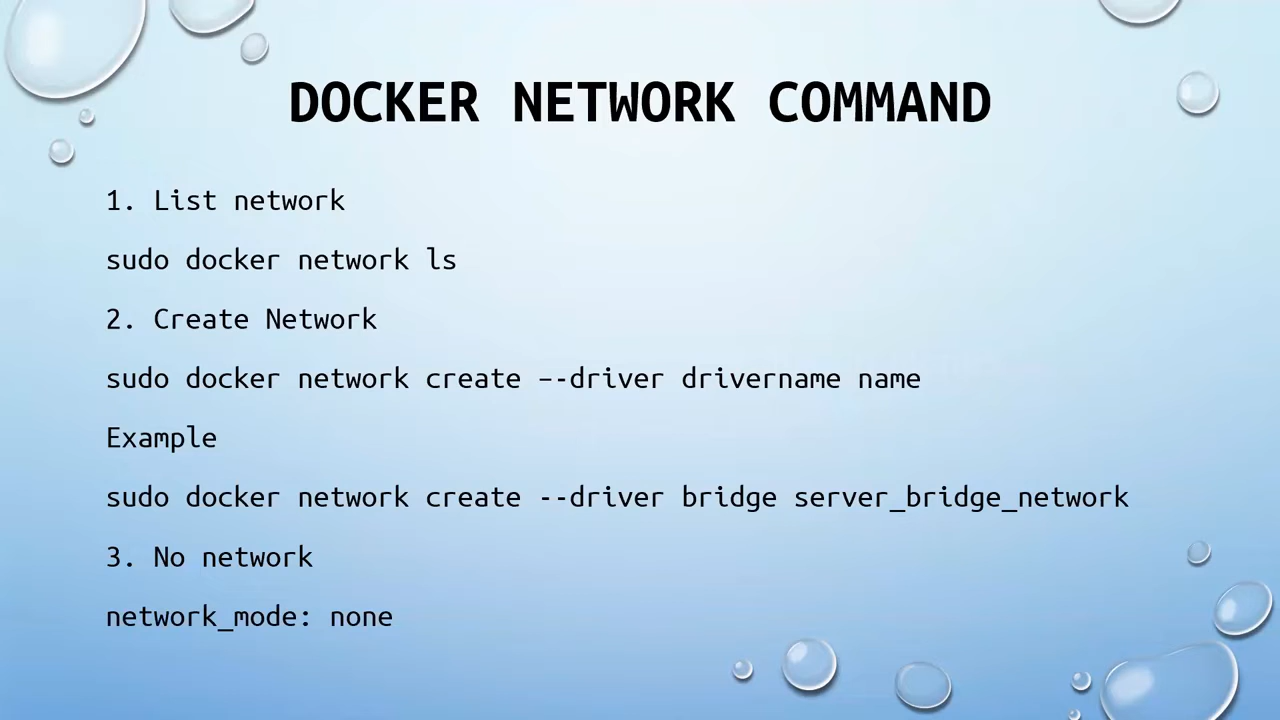 DOCKER NETWORK COMMAND
1. List network
sudo docker network ls
2. Create Network
sudo docker network create –-driver drivername name
Example
sudo docker network create --driver bridge server_bridge_network
3. No network
network_mode: none